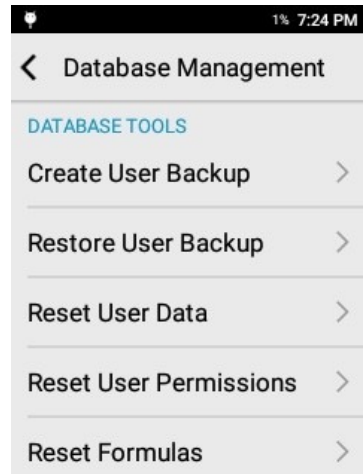 1% 7:24 PM
Database Management
DATABASE TOOLS
Create User Backup
Restore User Backup
Reset User Data
Reset User Permissions
Reset Formulas